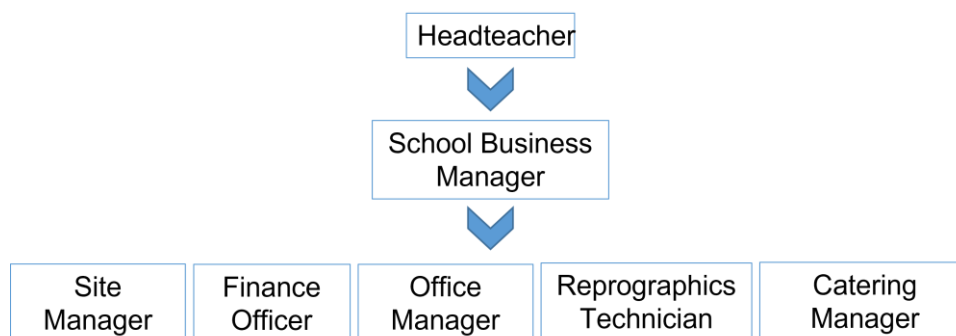 Headteacher
School Business
Manager
Site
Manager
Finance
Officer
Office
Manager
Reprographics
Technician
Catering
Manager